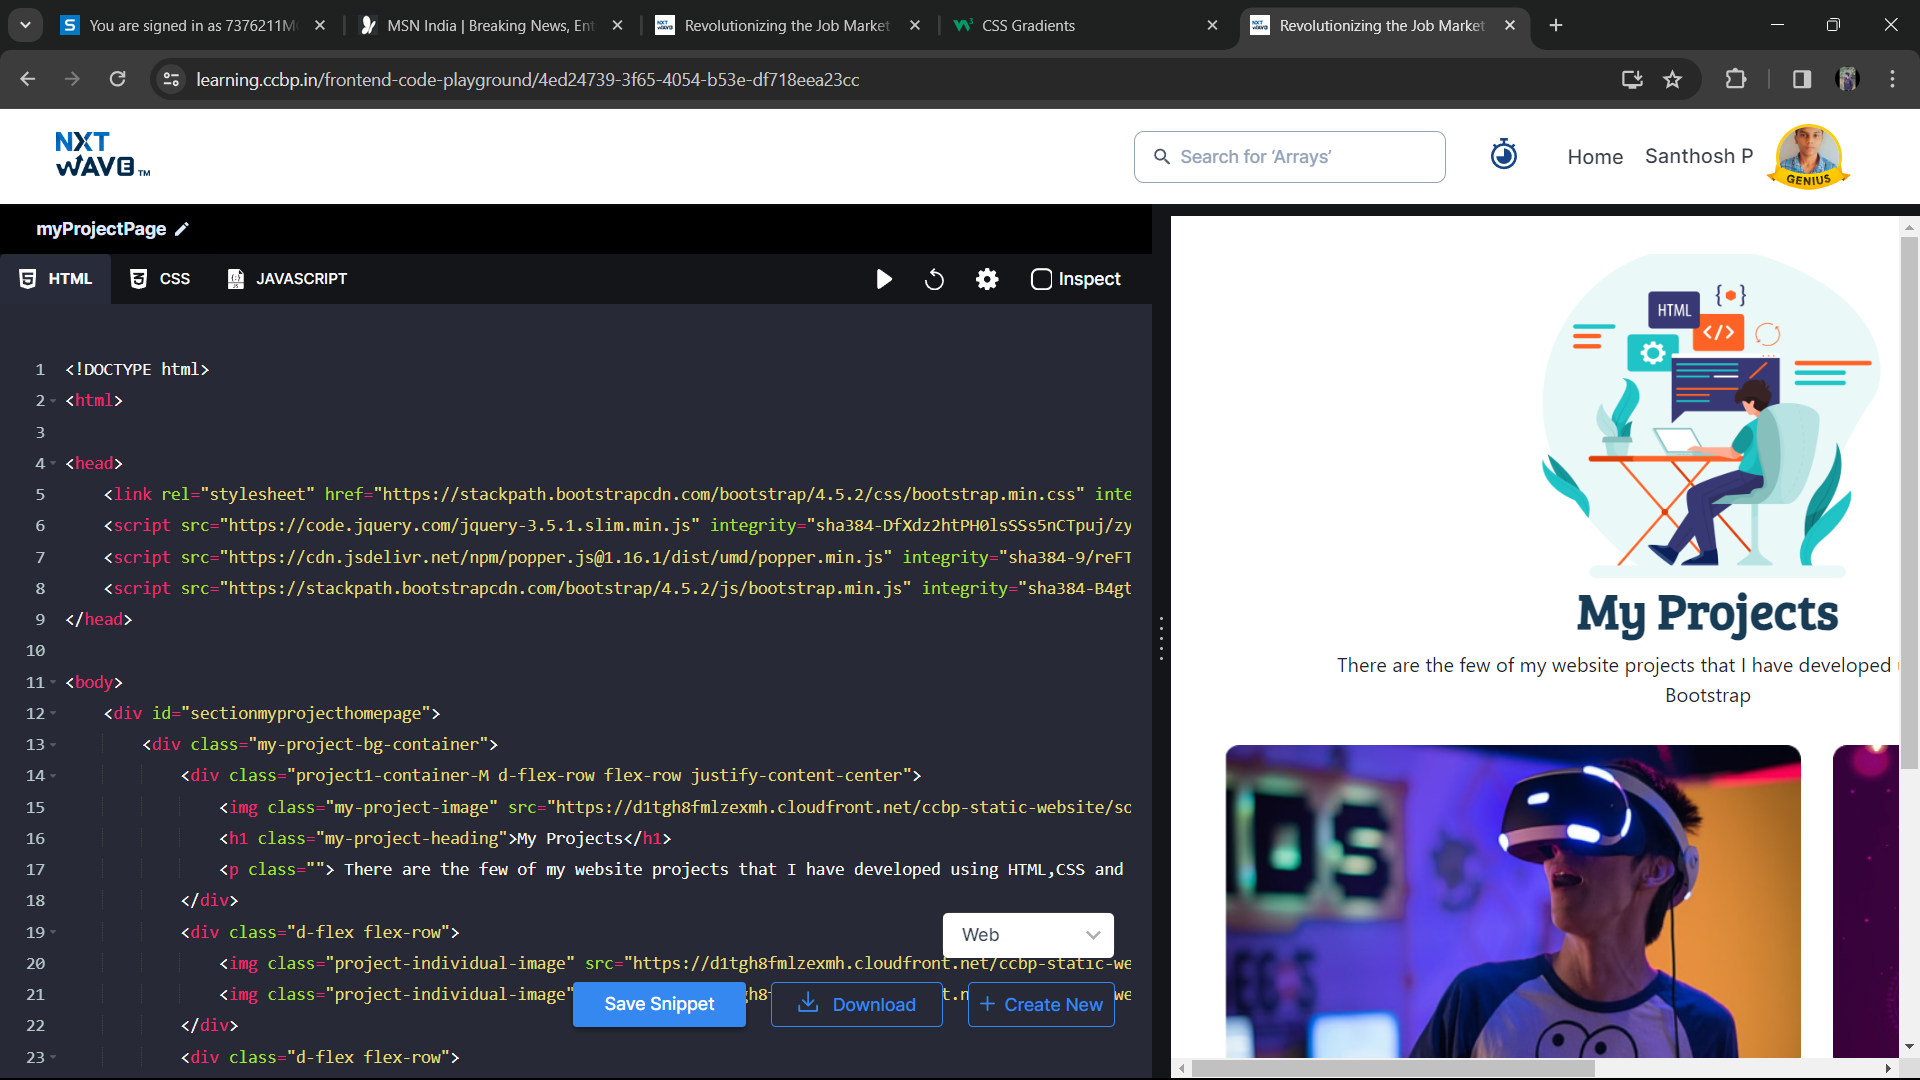 You are signed in as 7376211M
MSN India | Breaking News, Ent
Revolutionizing the Job Market
CSS Gradients
Revolutionizing the Job Market
learning.ccbp.in/frontend-code-playground/4ed24739-3f65-4054-b53e-df718eea23cc
NXT
WAVE TM
Search for ‘Arrays’
Home
Santhosh P
GENIUS
myProjectPage
HTML
CSS
JAVASCRIPT
Inspect
1 <!DOCTYPE html>
2 <html>
3
4 <head>
5 <link rel="stylesheet" href="https://stackpath.bootstrapcdn.com/bootstrap/4.5.2/css/bootstrap.min.css" inte
6 <script src="https://code.jquery.com/jquery-3.5.1.slim.min.js" integrity="sha384-DfXdz2htPH0lsSSs5nCTpuj/zy
7 <script src="https://cdn.jsdelivr.net/npm/popper.js@1.16.1/dist/umd/popper.min.js" integrity="sha384-9/reFT
8 <script src="https://stackpath.bootstrapcdn.com/bootstrap/4.5.2/js/bootstrap.min.js" integrity="sha384-B4gt
9 </head>
10
11 <body>
12 <div id="sectionmyprojecthomepage">
13 <div class="my-project-bg-container">
14 <div class="project1-container-M d-flex-row flex-row justify-content-center">
15 <img class="my-project-image" src="https://d1tgh8fmlzexmh.cloudfront.net/ccbp-static-website/so
16 <h1 class="my-project-heading">My Projects</h1>
17 <p class=""> There are the few of my website projects that I have developed using HTML,CSS and
18 </div>
19 <div class="d-flex flex-row">
20 <img class="project-individual-image" src="https://d1tgh8fmlzexmh.cloudfront.net/ccbp-static-we
21 <img class="project-individual-image"
22 </div>
23 <div class="d-flex flex-row">
Web
Save Snippet
Download
+ Create New
HTML
{ }
</>
My Projects
There are the few of my website projects that I have developed
Bootstrap